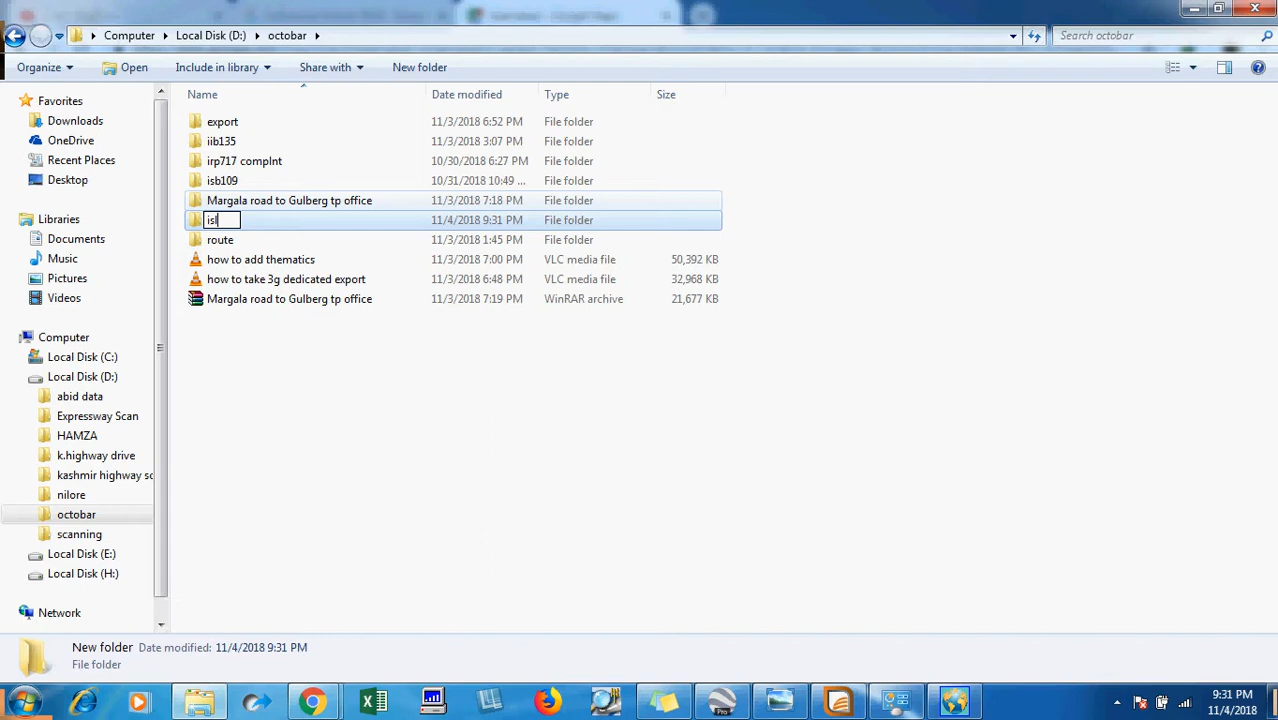 Computer Local Disk (D:) octobar Search octobar
Organize Open Include in library Share with New folder
Name Date modified Type Size
Favorites
Downloads
OneDrive
Recent Places
Desktop
Libraries
Documents
Music
Pictures
Videos
Computer
Local Disk (C:)
Local Disk (D:)
abid data
Expressway Scan
HAMZA
k.highway drive
kashmir highway sc
nilore
octobar
scanning
Local Disk (E:)
Local Disk (H:)
Network
export 11/3/2018 6:52 PM File folder
iib135 11/3/2018 3:07 PM File folder
irp717 complnt 10/30/2018 6:27 PM File folder
isb109 10/31/2018 10:49 ... File folder
Margala road to Gulberg tp office 11/3/2018 7:18 PM File folder
isl 11/4/2018 9:31 PM File folder
route 11/3/2018 1:45 PM File folder
how to add thematics 11/3/2018 7:00 PM VLC media file 50,392 KB
how to take 3g dedicated export 11/3/2018 6:48 PM VLC media file 32,968 KB
Margala road to Gulberg tp office 11/3/2018 7:19 PM WinRAR archive 21,677 KB
New folder Date modified: 11/4/2018 9:31 PM
File folder
Pro
9:31 PM
11/4/2018